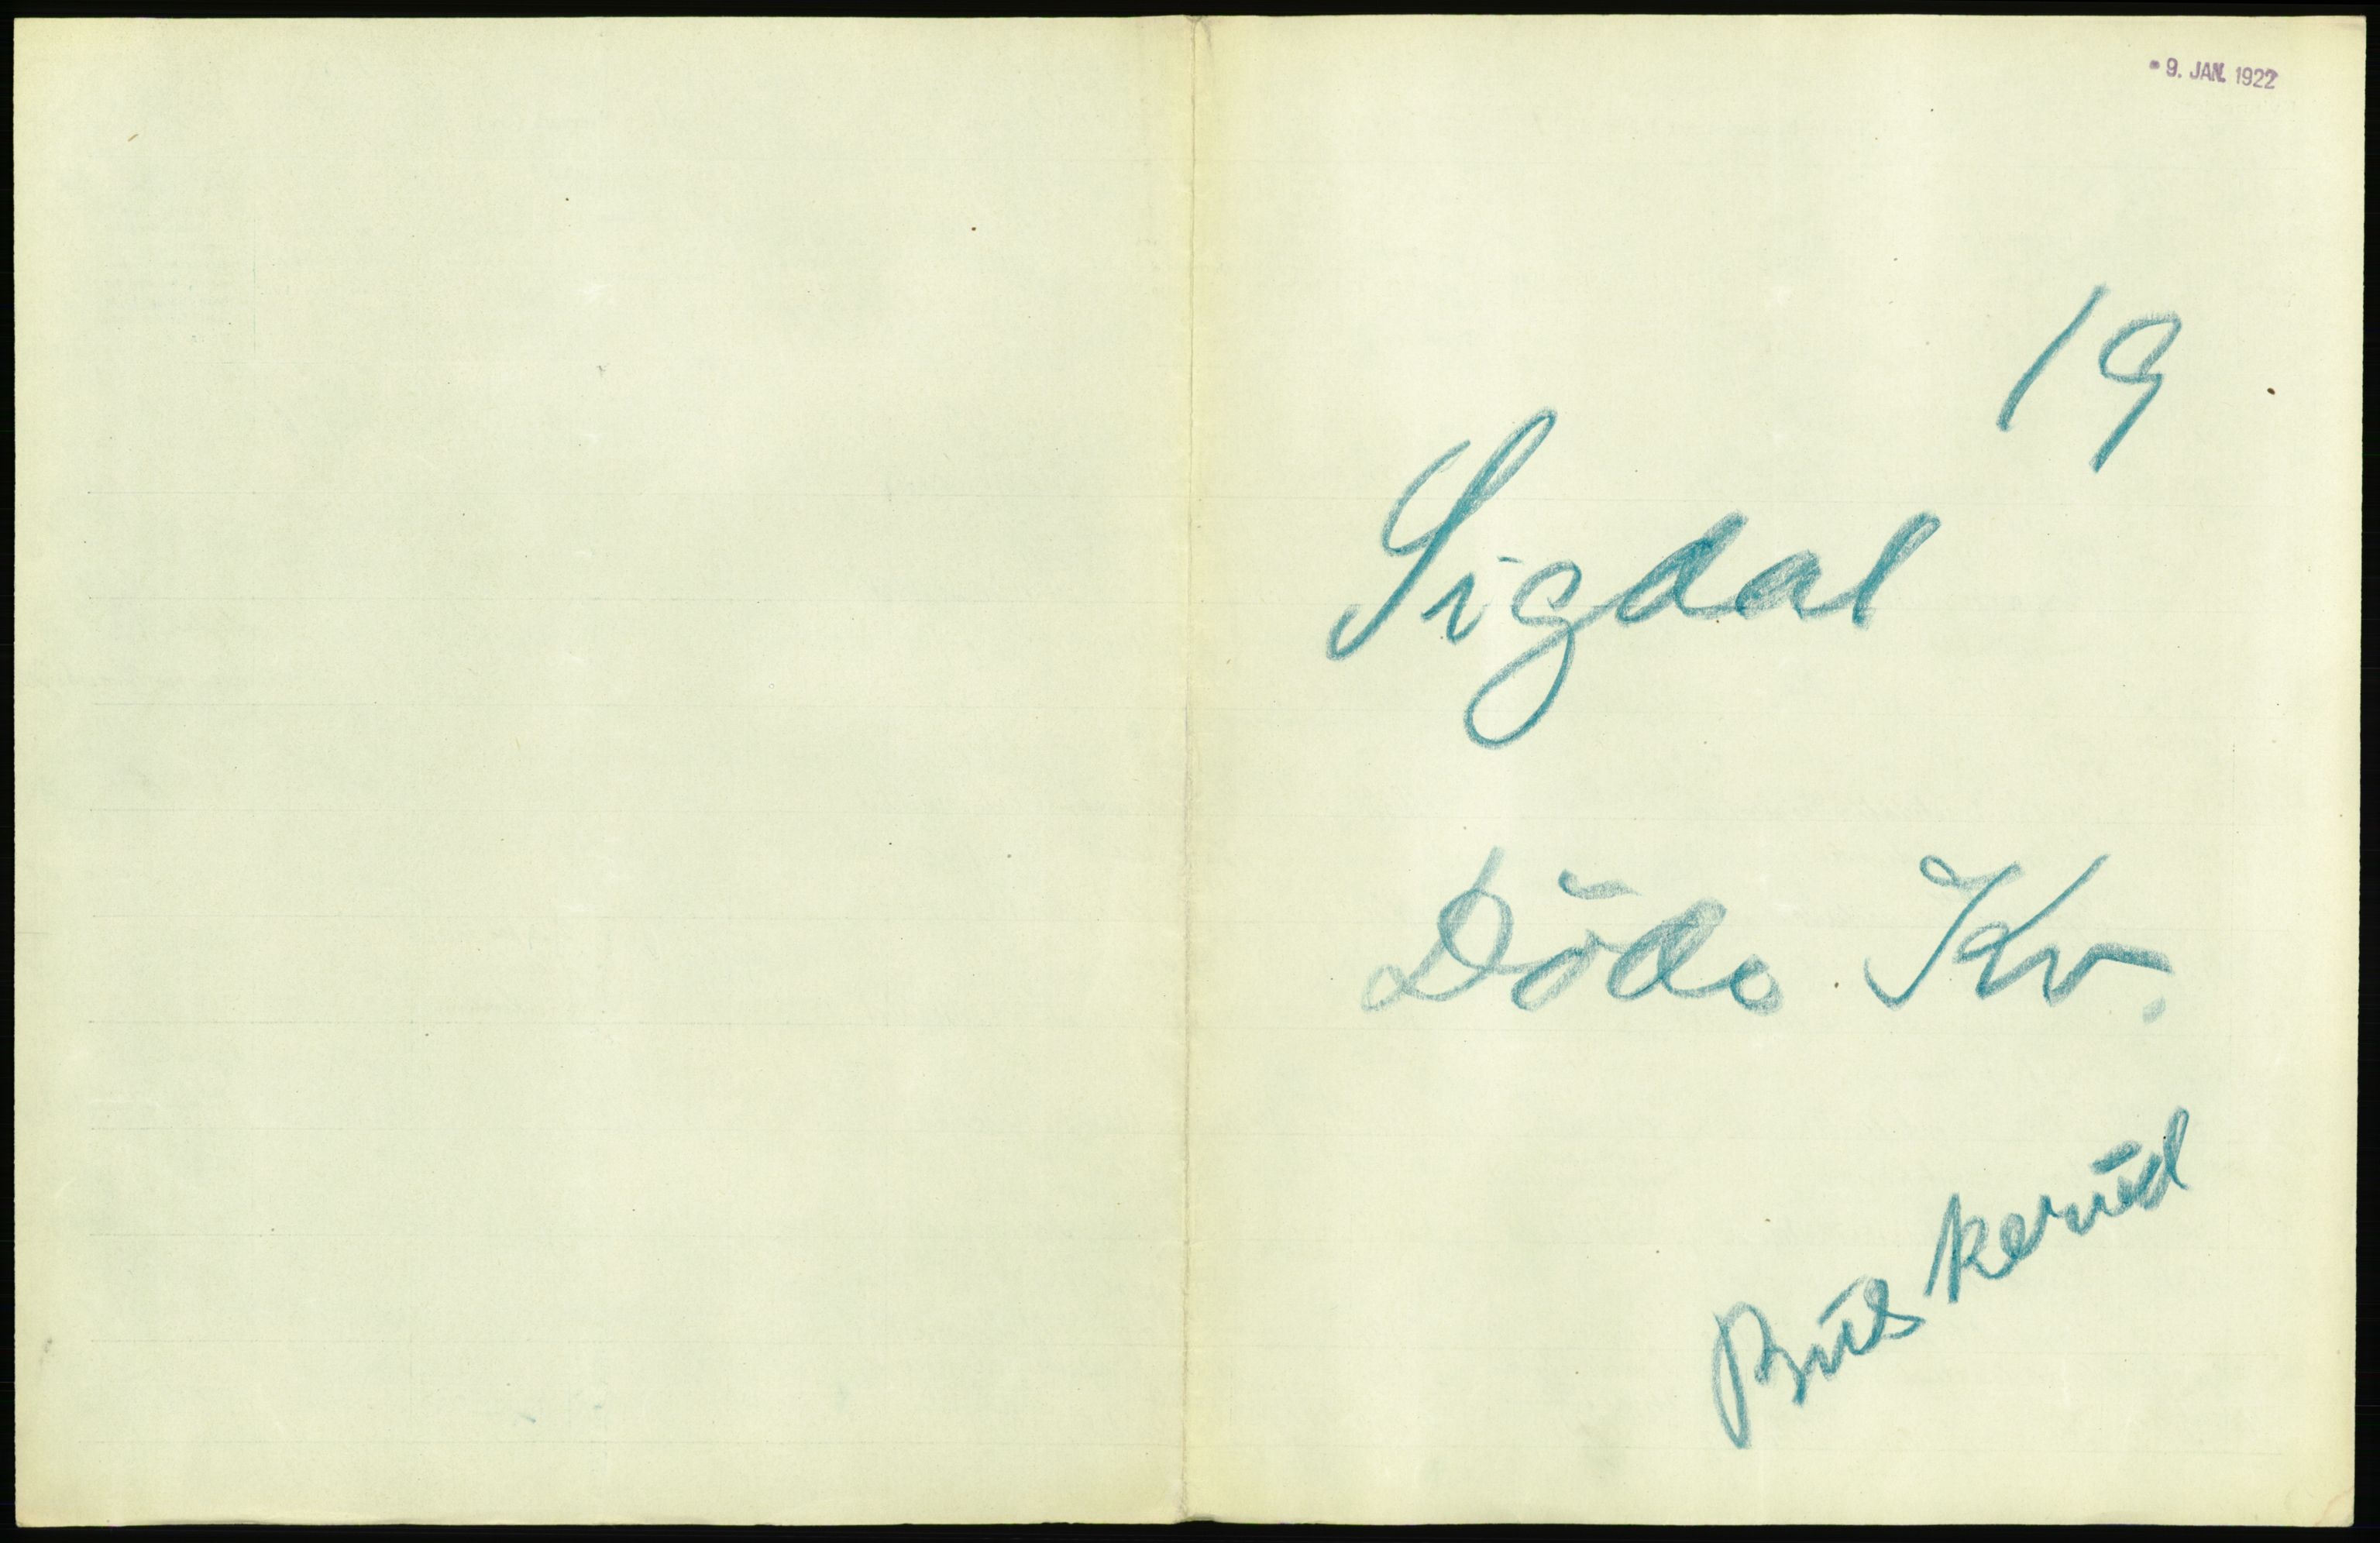 9. JAN. 1922
19
Sigdal
Döde Kv.
Buskerud